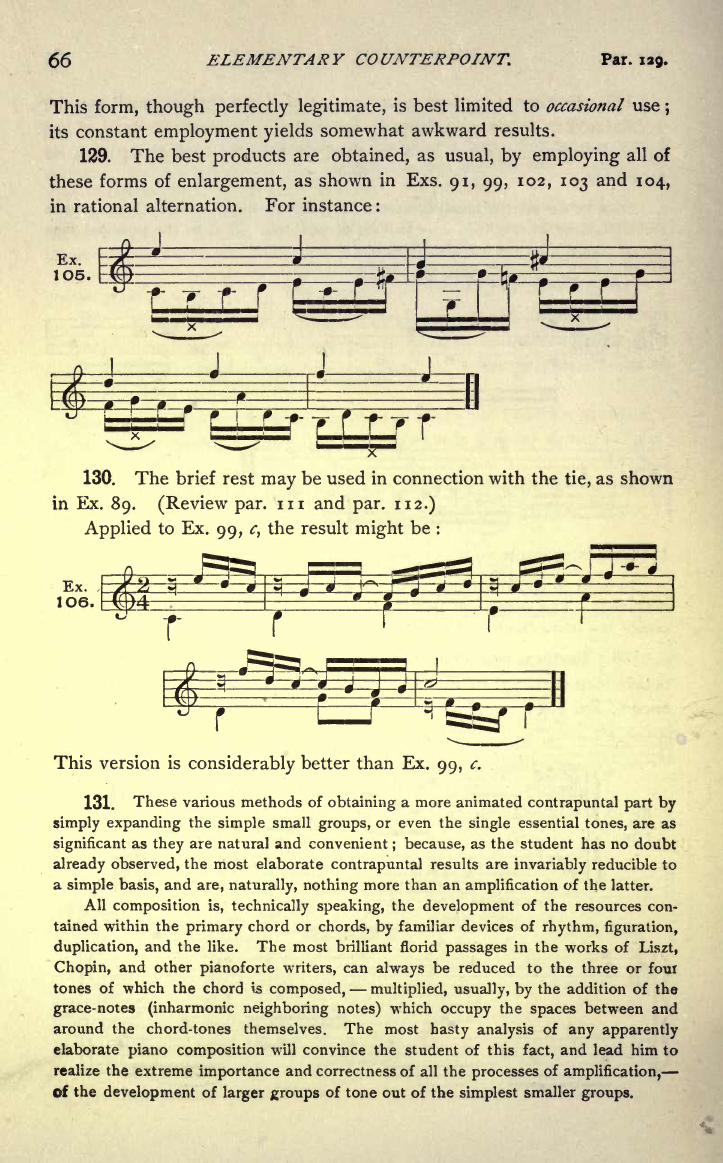 66 ELEMENTARY COUNTERPOINT. Par. 129.
This form, though perfectly legitimate, is best limited to occasional use;
its constant employment yields somewhat awkward results.
129. The best products are obtained, as usual, by employing all of
these forms of enlargement, as shown in Exs. 91, 99, 102, 103 and 104,
in rational alternation. For instance:
Ex.
105.
×
×
×
×
130. The brief rest may be used in connection with the tie, as shown
in Ex. 89. (Review par. 111 and par. 112.)
Applied to Ex. 99, c, the result might be:
Ex.
106.
2
4
This version is considerably better than Ex. 99, c.
131. These various methods of obtaining a more animated contrapuntal part by
simply expanding the simple small groups, or even the single essential tones, are as
significant as they are natural and convenient; because, as the student has no doubt
already observed, the most elaborate contrapuntal results are invariably reducible to
a simple basis, and are, naturally, nothing more than an amplification of the latter.
All composition is, technically speaking, the development of the resources con-
tained within the primary chord or chords, by familiar devices of rhythm, figuration,
duplication, and the like. The most brilliant florid passages in the works of Liszt,
Chopin, and other pianoforte writers, can always be reduced to the three or four
tones of which the chord is composed, — multiplied, usually, by the addition of the
grace-notes (inharmonic neighboring notes) which occupy the spaces between and
around the chord-tones themselves. The most hasty analysis of any apparently
elaborate piano composition will convince the student of this fact, and lead him to
realize the extreme importance and correctness of all the processes of amplification,—
of the development of larger groups of tone out of the simplest smaller groups.